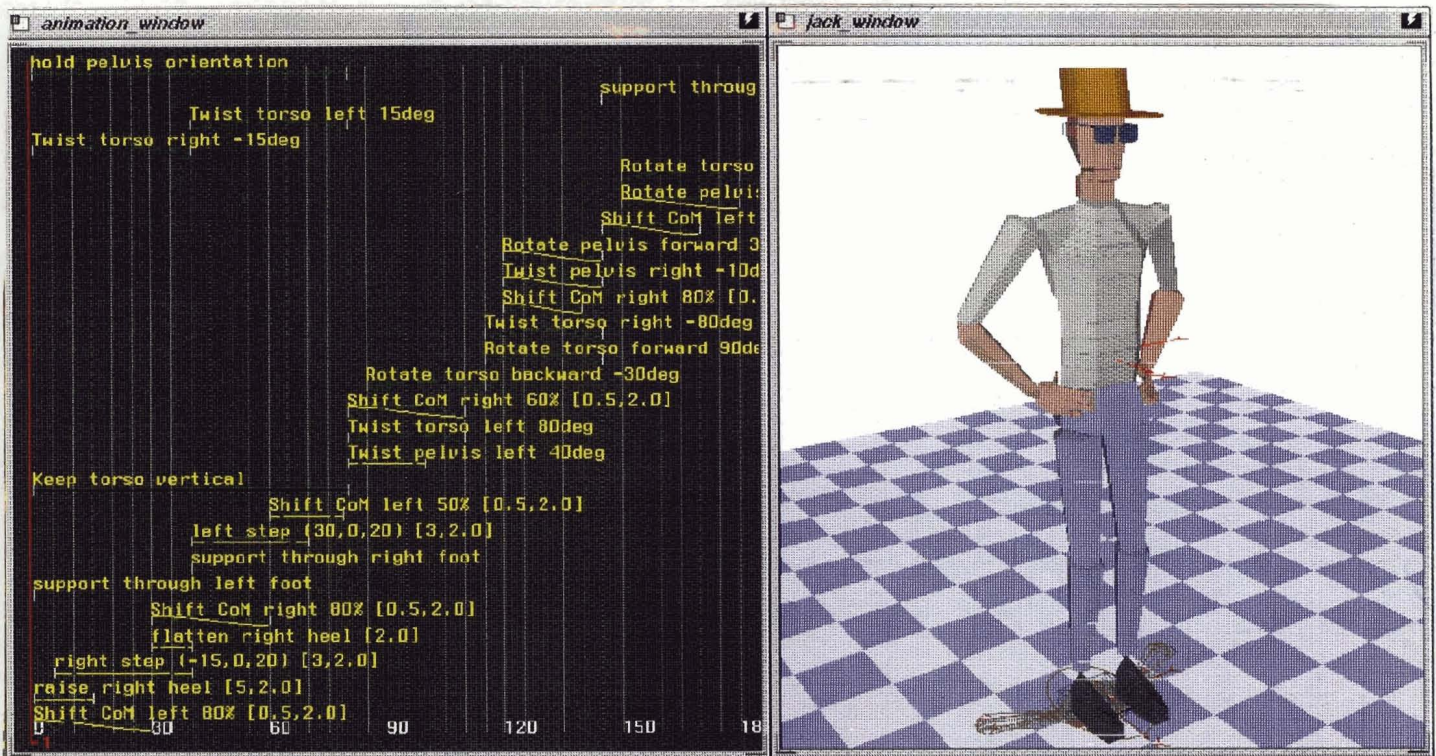 animation_window
hold pelvis orientation
support throug
Twist torso left 15deg
Twist torso right -15deg
Rotate torso
Rotate pelvis
Shift CoM left
Rotate pelvis forward 3
Twist pelvis right -10d
Shift CoM right 80% [0.
Twist torso right -80deg
Rotate torso forward 90de
Rotate torso backward -30deg
Shift CoM right 60% [0.5,2.0]
Twist torso left 80deg
Twist pelvis left 40deg
Keep torso vertical
Shift CoM left 50% [0.5,2.0]
left step (30,0,20) [3,2.0]
support through right foot
support through left foot
Shift CoM right 80% [0.5,2.0]
flatten right heel [2.0]
right step (-15,0,20) [3,2.0]
raise right heel [5,2.0]
Shift CoM left 80% [0.5,2.0]
0 30 60 90 120 150 18
-1
jack_window